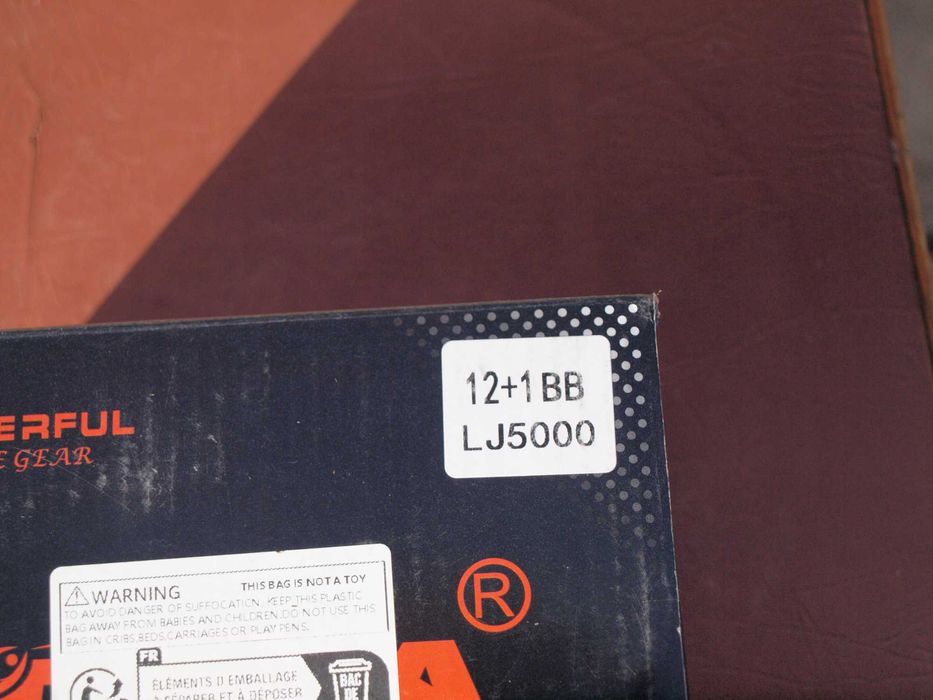 12+1 BB
LJ5000
ERFUL
E GEAR
®
WARNING THIS BAG IS NOT A TOY
TO AVOID DANGER OF SUFFOCATION, KEEP THIS PLASTIC
BAG AWAY FROM BABIES AND CHILDREN.DO NOT USE THIS
BAG IN CRIBS,BEDS,CARRIAGES OR PLAY PENS.
FR
ÉLÉMENTS D EMBALLAGE
À SÉPARER ET À DÉPOSER
BAC
DE
A